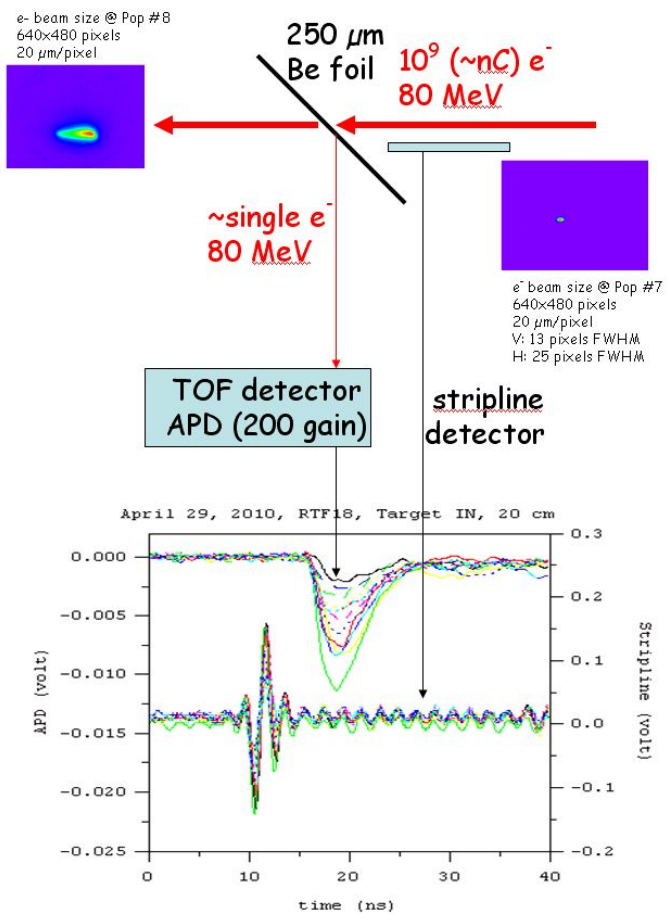 e- beam size @ Pop #8
640x480 pixels
20 µm/pixel
250 µm
Be foil
10⁹ (~nC) e⁻
80 MeV
~single e⁻
80 MeV
e⁻ beam size @ Pop #7
640x480 pixels
20 µm/pixel
V: 13 pixels FWHM
H: 25 pixels FWHM
TOF detector
APD (200 gain)
stripline
detector
April 29, 2010, RTF18, Target IN, 20 cm
0.000
-0.005
-0.010
-0.015
-0.020
-0.025
APD (volt)
0.3
0.2
0.1
0.0
-0.1
-0.2
Stripline (volt)
0
10
20
30
40
time (ns)